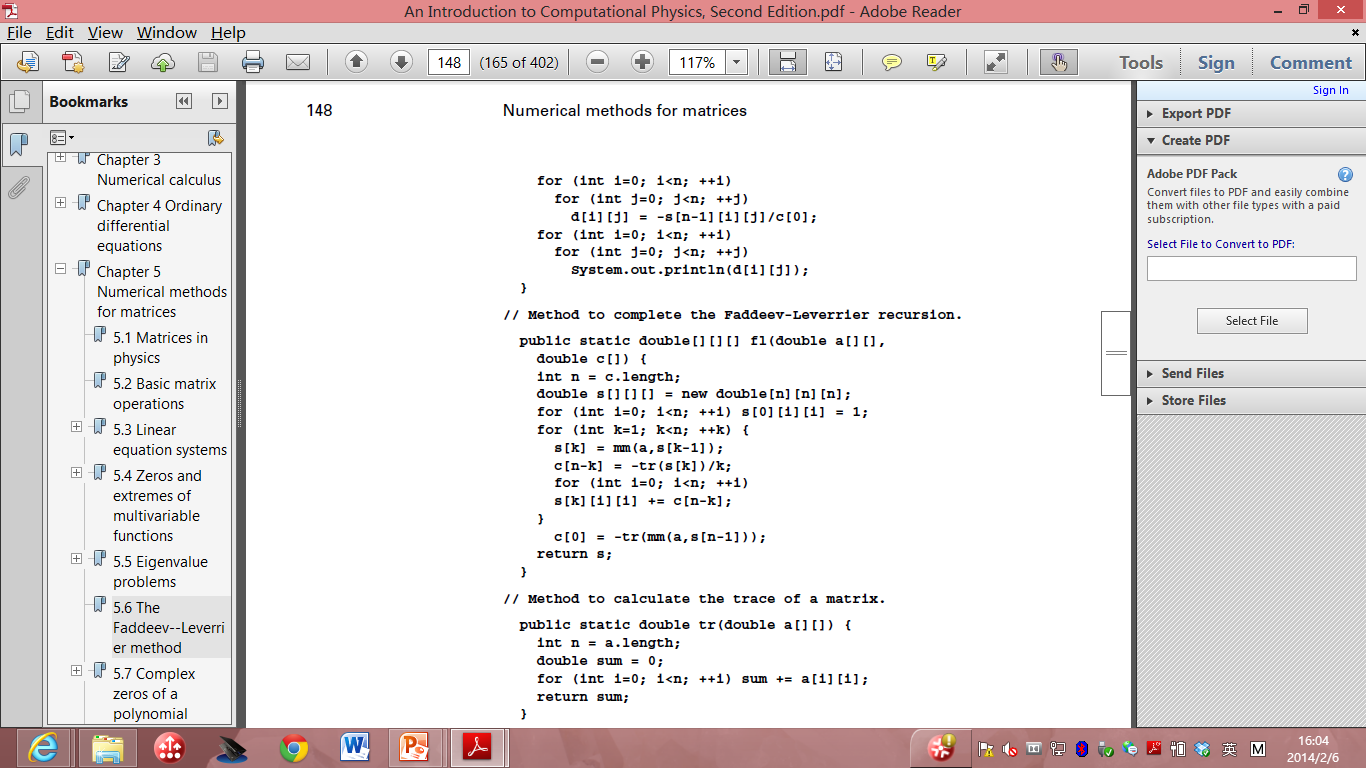 An Introduction to Computational Physics, Second Edition.pdf - Adobe Reader
File Edit View Window Help
148 (165 of 402) 117% Tools Sign Comment
Bookmarks
Chapter 3
Numerical calculus
Chapter 4 Ordinary
differential
equations
Chapter 5
Numerical methods
for matrices
5.1 Matrices in
physics
5.2 Basic matrix
operations
5.3 Linear
equation systems
5.4 Zeros and
extremes of
multivariable
functions
5.5 Eigenvalue
problems
5.6 The
Faddeev--Leverri
er method
5.7 Complex
zeros of a
polynomial
148 Numerical methods for matrices
for (int i=0; i<n; ++i)
for (int j=0; j<n; ++j)
d[i][j] = -s[n-1][i][j]/c[0];
for (int i=0; i<n; ++i)
for (int j=0; j<n; ++j)
System.out.println(d[i][j]);
}
// Method to complete the Faddeev-Leverrier recursion.
public static double[][][] fl(double a[][],
double c[]) {
int n = c.length;
double s[][][] = new double[n][n][n];
for (int i=0; i<n; ++i) s[0][i][i] = 1;
for (int k=1; k<n; ++k) {
s[k] = mm(a,s[k-1]);
c[n-k] = -tr(s[k])/k;
for (int i=0; i<n; ++i)
s[k][i][i] += c[n-k];
}
c[0] = -tr(mm(a,s[n-1]));
return s;
}
// Method to calculate the trace of a matrix.
public static double tr(double a[][]) {
int n = a.length;
double sum = 0;
for (int i=0; i<n; ++i) sum += a[i][i];
return sum;
}
Sign In
Export PDF
Create PDF
Adobe PDF Pack
Convert files to PDF and easily combine
them with other file types with a paid
subscription.
Select File to Convert to PDF:
Select File
Send Files
Store Files
英 M
16:04
2014/2/6